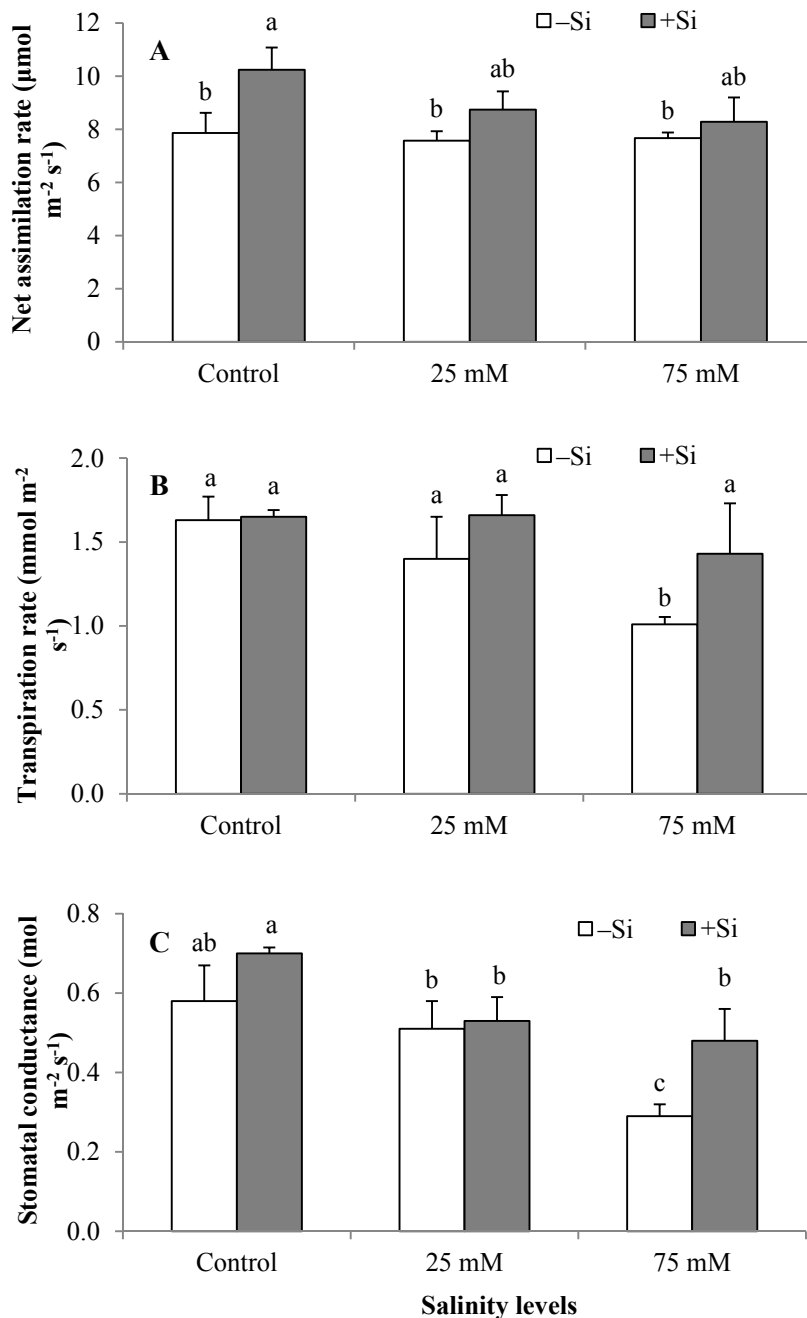 Net assimilation rate (µmol
m⁻² s⁻¹)
A
–Si
+Si
12
10
8
6
4
2
0
b
a
b
ab
b
ab
Control
25 mM
75 mM
Transpiration rate (mmol m⁻²
s⁻¹)
B
–Si
+Si
2.0
1.5
1.0
0.5
0.0
a
a
a
a
b
a
Control
25 mM
75 mM
Stomatal conductance (mol
m⁻² s⁻¹)
C
–Si
+Si
0.8
0.6
0.4
0.2
0.0
ab
a
b
b
c
b
Control
25 mM
75 mM
Salinity levels